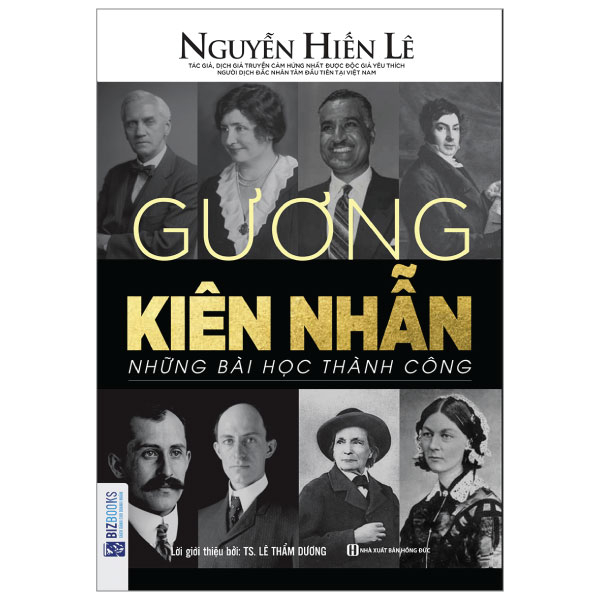 NGUYỄN HIẾN LÊ
TÁC GIẢ, DỊCH GIẢ TRUYỀN CẢM HỨNG NHẤT ĐƯỢC ĐỘC GIẢ YÊU THÍCH
NGƯỜI DỊCH ĐẮC NHÂN TÂM ĐẦU TIÊN TẠI VIỆT NAM
GƯƠNG
KIÊN NHẪN
NHỮNG BÀI HỌC THÀNH CÔNG
BIZBOOKS
Lời giới thiệu bởi: TS. LÊ THẨM DƯƠNG
NHÀ XUẤT BẢN HỒNG ĐỨC